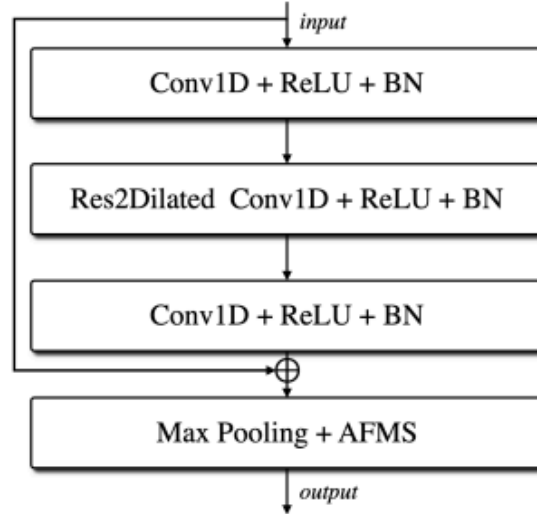 input
Conv1D + ReLU + BN
Res2Dilated Conv1D + ReLU + BN
Conv1D + ReLU + BN
Max Pooling + AFMS
output